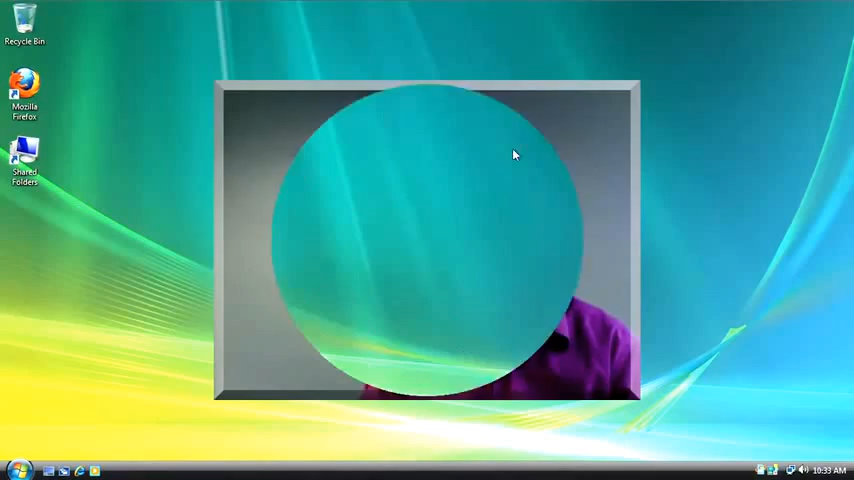 Recycle Bin
Mozilla
Firefox
Shared
Folders
10:33 AM